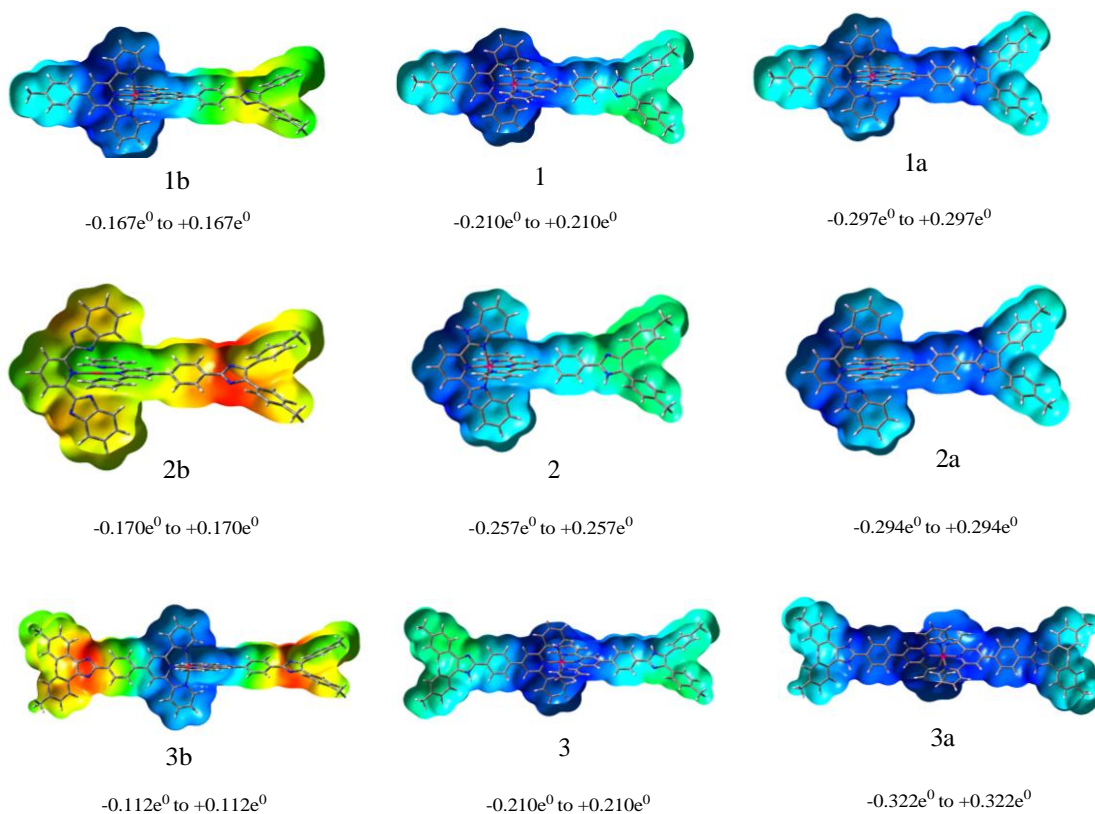 1b 1 1a
-0.167e⁰ to +0.167e⁰ -0.210e⁰ to +0.210e⁰ -0.297e⁰ to +0.297e⁰
2b 2 2a
-0.170e⁰ to +0.170e⁰ -0.257e⁰ to +0.257e⁰ -0.294e⁰ to +0.294e⁰
3b 3 3a
-0.112e⁰ to +0.112e⁰ -0.210e⁰ to +0.210e⁰ -0.322e⁰ to +0.322e⁰